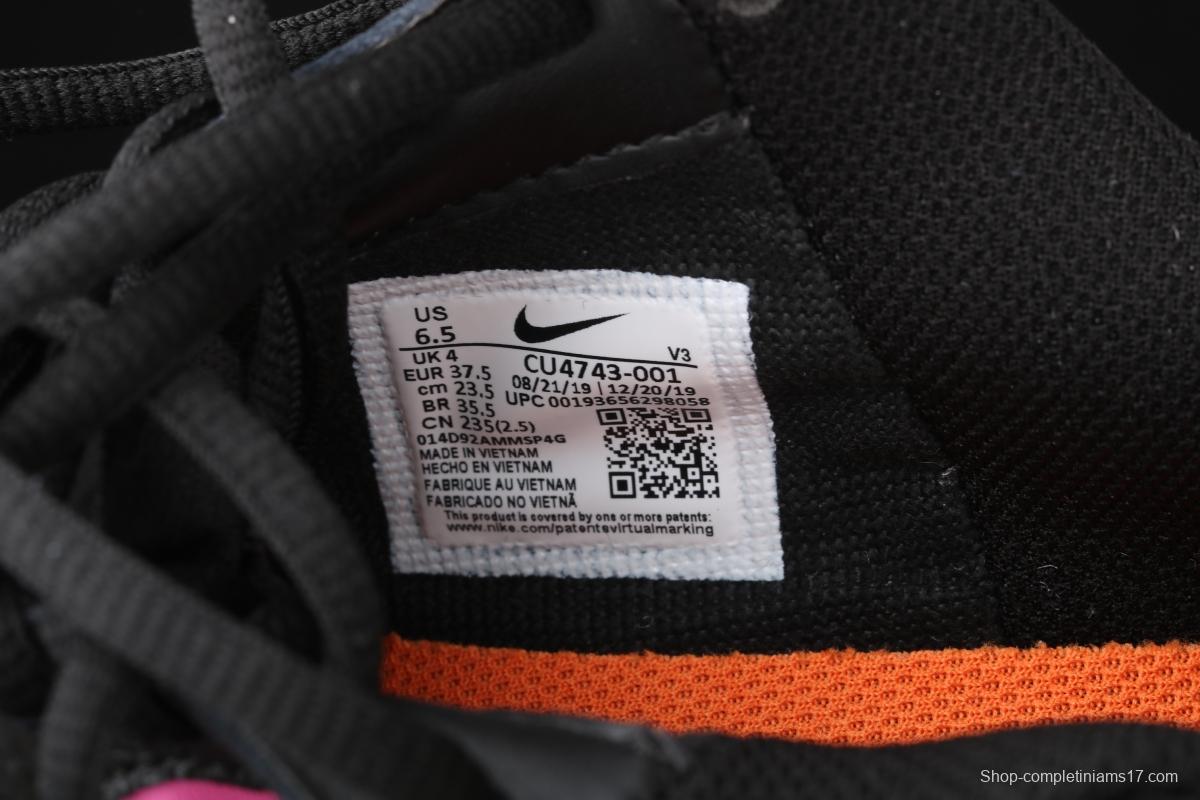 US
6.5
V3
UK 4
EUR 37.5
cm 23.5
BR 35.5
CN 235(2.5)
CU4743-001
08/21/19 | 12/20/19
UPC 00193656298058
014D92AMMSP4G
MADE IN VIETNAM
HECHO EN VIETNAM
FABRIQUE AU VIETNAM
FABRICADO NO VIETNÃ
This product is covered by one or more patents:
www.nike.com/patentsvirtualmarking
Shop-completiniams17.com